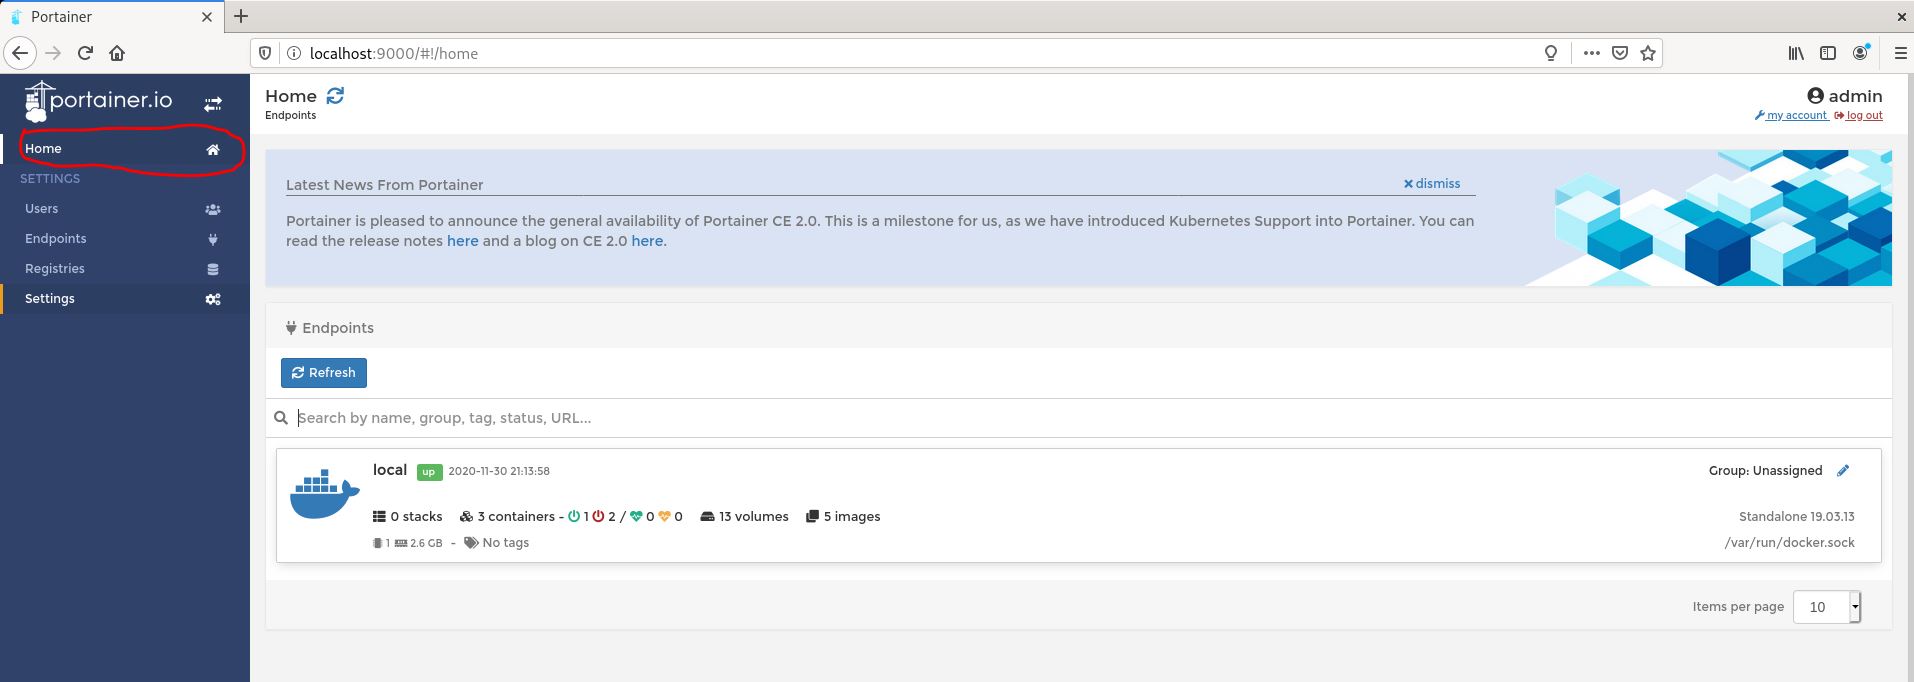 Portainer
localhost:9000/#!/home
portainer.io
Home
SETTINGS
Users
Endpoints
Registries
Settings
Home
Endpoints
admin
my account log out
Latest News From Portainer
dismiss
Portainer is pleased to announce the general availability of Portainer CE 2.0. This is a milestone for us, as we have introduced Kubernetes Support into Portainer. You can
read the release notes here and a blog on CE 2.0 here.
Endpoints
Refresh
Search by name, group, tag, status, URL...
local up 2020-11-30 21:13:58
Group: Unassigned
0 stacks 3 containers - 1 2 / 0 0 13 volumes 5 images
Standalone 19.03.13
1 2.6 GB - No tags
/var/run/docker.sock
Items per page 10